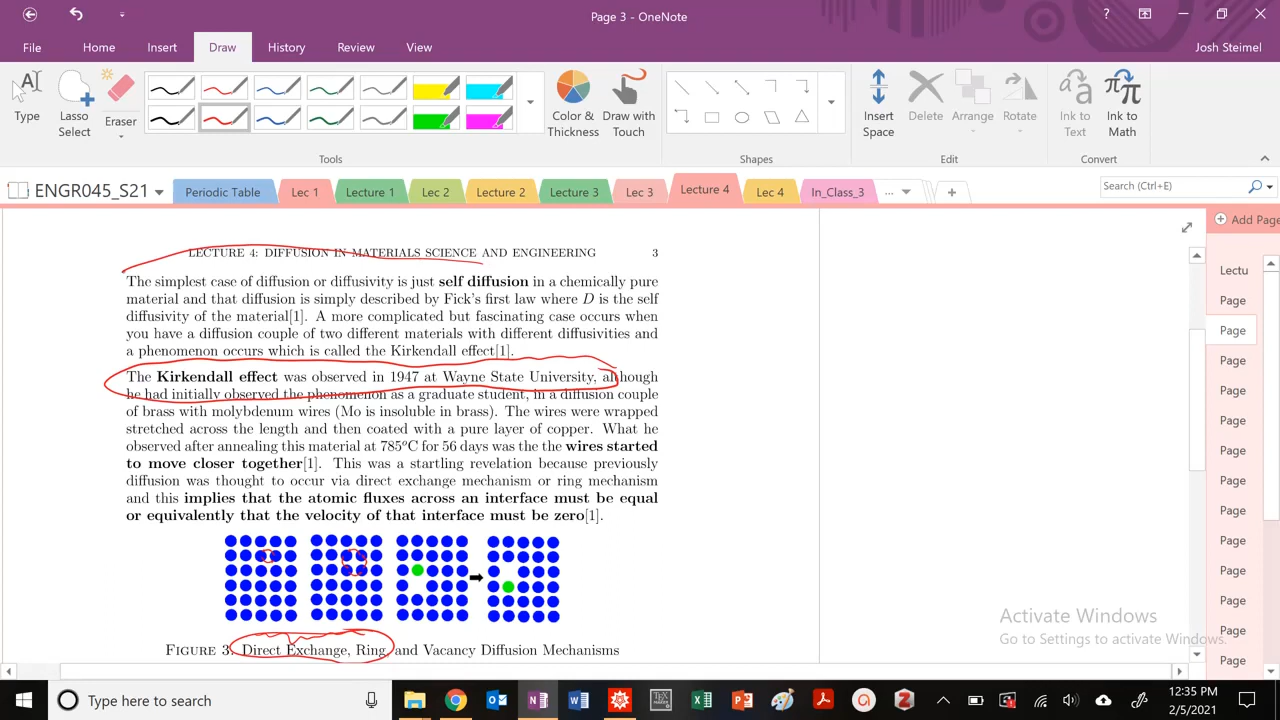 Page 3 - OneNote
?
File
Home
Insert
Draw
History
Review
View
Josh Steimel
Type
Lasso Select
Eraser
Color & Thickness
Draw with Touch
Insert Space
Delete
Arrange
Rotate
Ink to Text
Ink to Math
Tools
Shapes
Edit
Convert
ENGR045_S21
Periodic Table
Lec 1
Lecture 1
Lec 2
Lecture 2
Lecture 3
Lec 3
Lecture 4
Lec 4
In_Class_3
...
Search (Ctrl+E)
Add Page
LECTURE 4: DIFFUSION IN MATERIALS SCIENCE AND ENGINEERING 3
The simplest case of diffusion or diffusivity is just self diffusion in a chemically pure
material and that diffusion is simply described by Fick's first law where D is the self
diffusivity of the material[1]. A more complicated but fascinating case occurs when
you have a diffusion couple of two different materials with different diffusivities and
a phenomenon occurs which is called the Kirkendall effect[1].
The Kirkendall effect was observed in 1947 at Wayne State University, although
he had initially observed the phenomenon as a graduate student, in a diffusion couple
of brass with molybdenum wires (Mo is insoluble in brass). The wires were wrapped
stretched across the length and then coated with a pure layer of copper. What he
observed after annealing this material at 785°C for 56 days was the the wires started
to move closer together[1]. This was a startling revelation because previously
diffusion was thought to occur via direct exchange mechanism or ring mechanism
and this implies that the atomic fluxes across an interface must be equal
or equivalently that the velocity of that interface must be zero[1].
FIGURE 3. Direct Exchange, Ring, and Vacancy Diffusion Mechanisms
Lectu
Page
Page
Page
Page
Page
Page
Page
Page
Page
Page
Page
Page
Page
Activate Windows
Go to Settings to activate Windows.
Type here to search
12:35 PM
2/5/2021